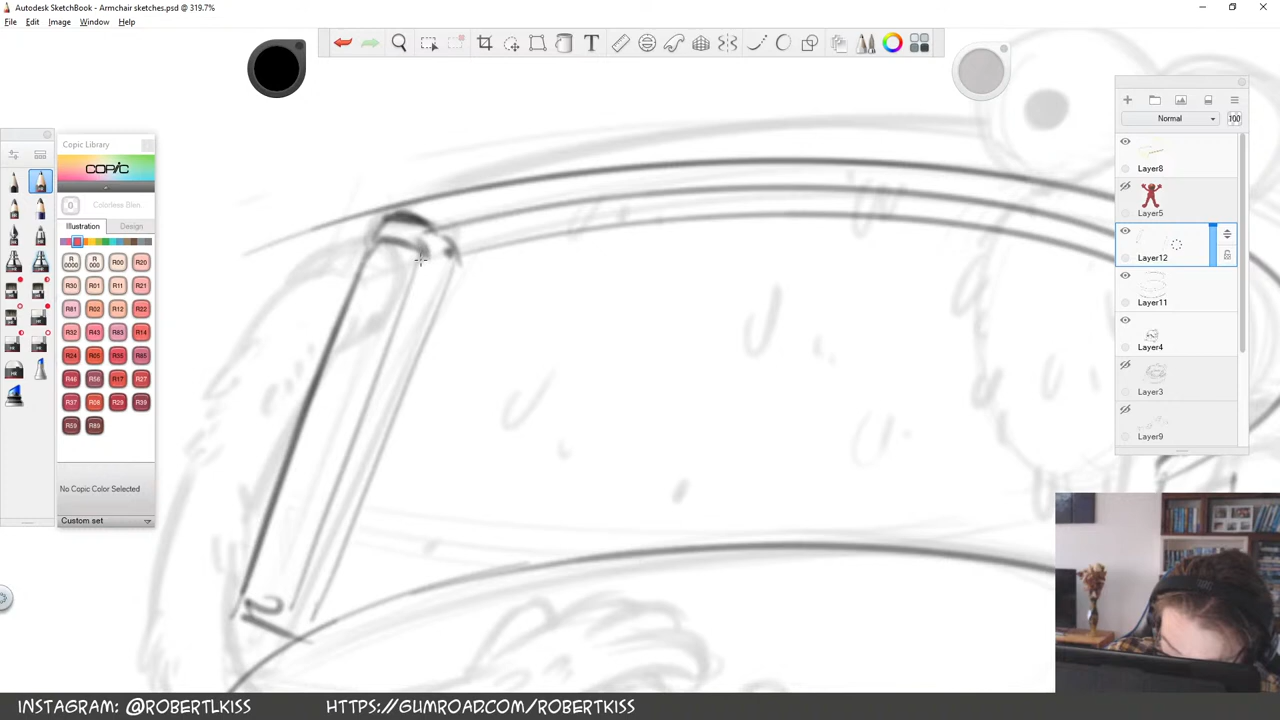 Autodesk SketchBook - Armchair sketches.psd @ 319.7%
File Edit Image Window Help
Copic Library
COPIC
0 Colorless Blen..
Illustration Design
R0000 R000 R00 R20
R30 R01 R11 R21
R81 R02 R12 R22
R32 R43 R83 R14
R24 R05 R35 R85
R46 R56 R17 R27
R37 R08 R29 R39
R59 R89
No Copic Color Selected
Custom set
Normal 100
Layer8
Layer5
Layer12
Layer11
Layer4
Layer3
Layer9
INSTAGRAM: @ROBERTLKISS HTTPS://GUMROAD.COM/ROBERTKISS